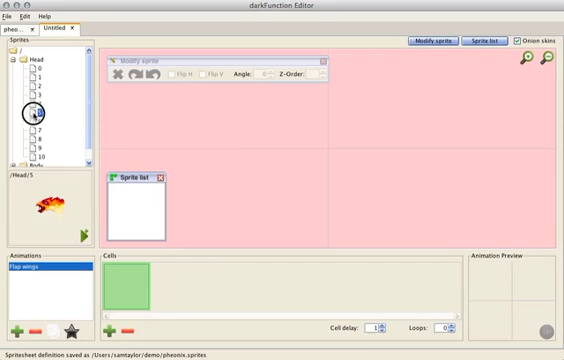 darkFunction Editor
File Edit Help
pheo... Untitled
Sprites
Modify sprite Sprite list Onion skins
/
Head
0
1
2
3
7
8
9
10
Body
Modify sprite
Flip H Flip V Angle: 0 Z-Order:
Sprite list
/Head/5
Animations
Flap wings
Cells
Cell delay: 1 Loops: 0
Animation Preview
Spritesheet definition saved as /Users/samtaylor/demo/pheonix.sprites